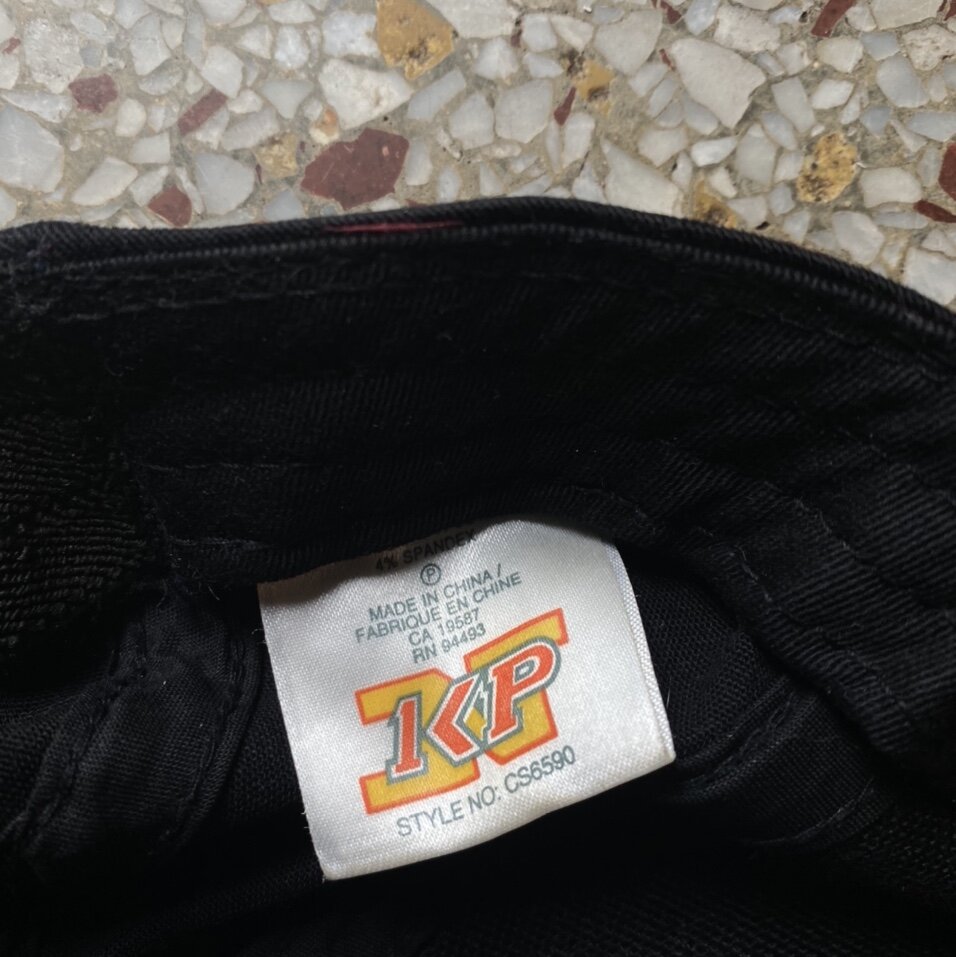 4% SPANDEX
P
MADE IN CHINA /
FABRIQUE EN CHINE
CA 19587
RN 94493
N
KP
STYLE NO: CS6590